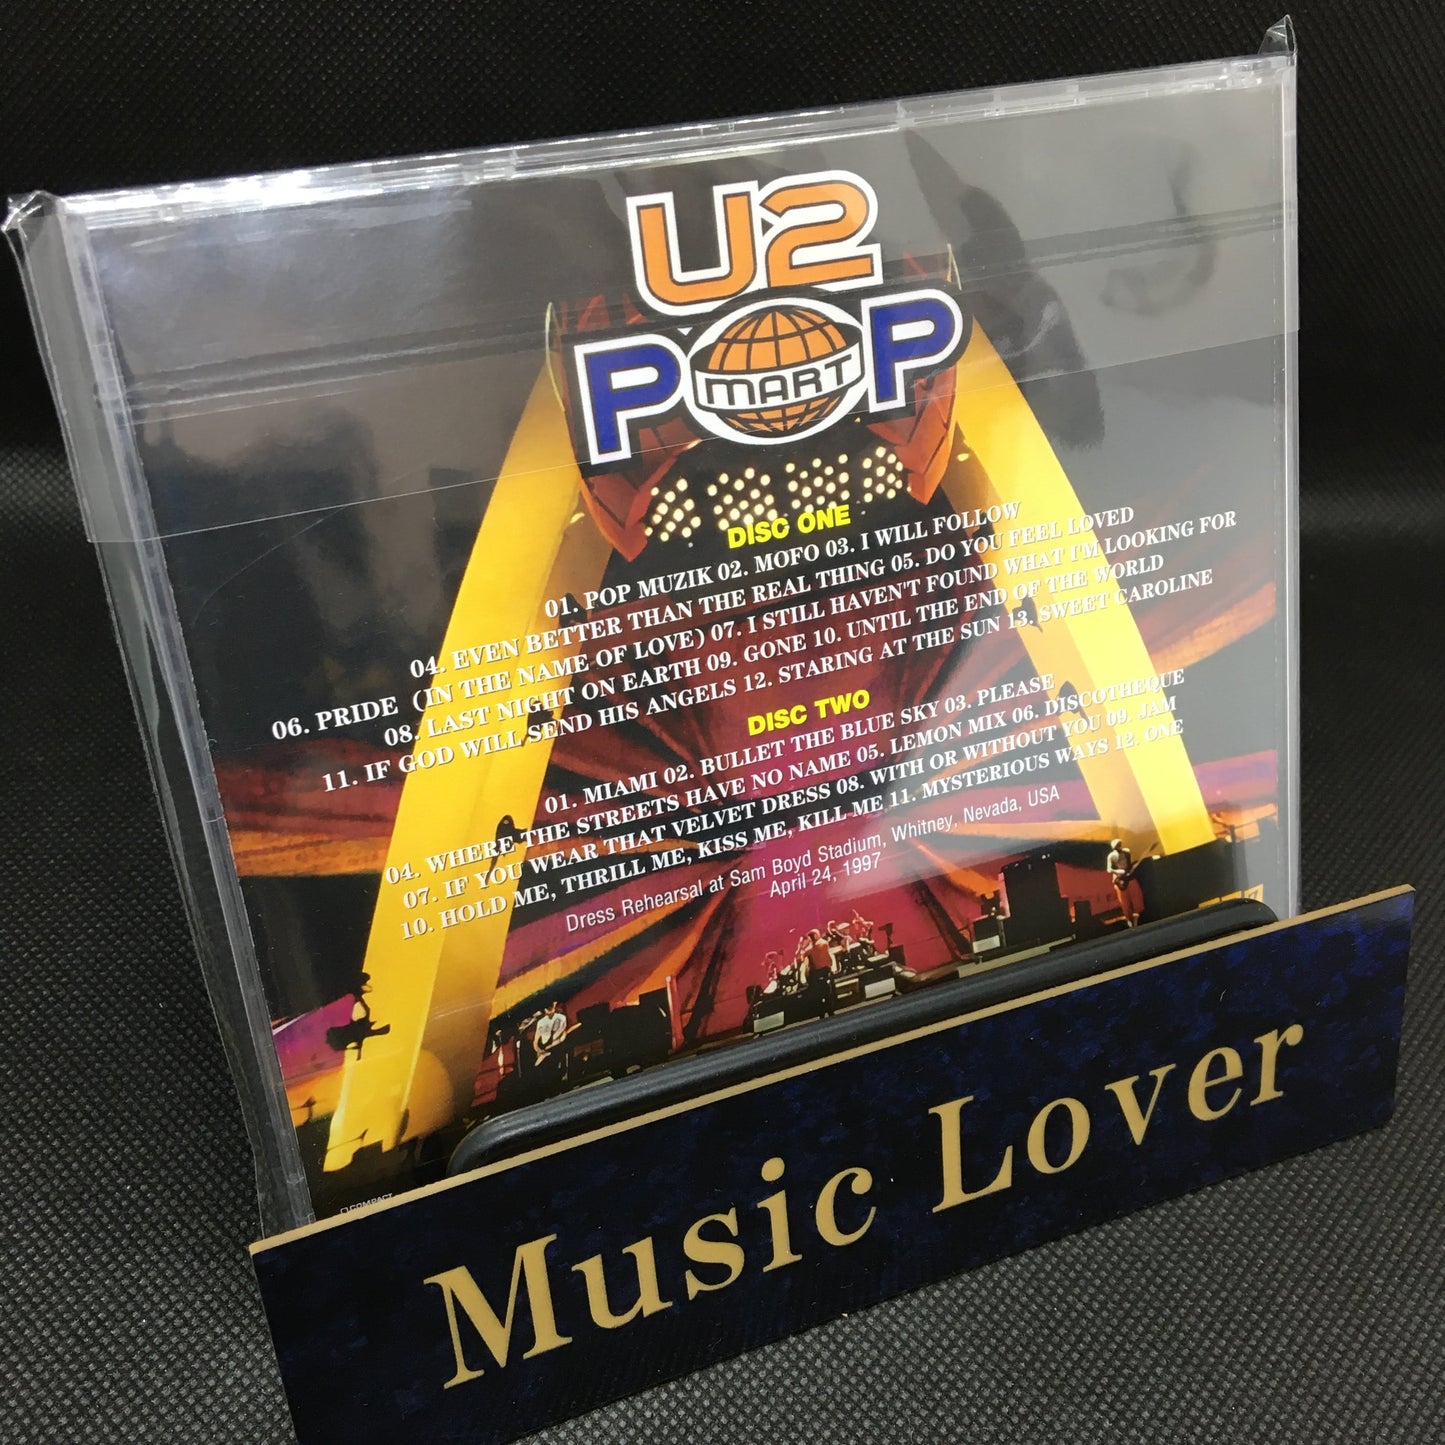 U2
POP
MART
DISC ONE
01. POP MUZIK 02. MOFO 03. I WILL FOLLOW
04. EVEN BETTER THAN THE REAL THING 05. DO YOU FEEL LOVED
06. PRIDE (IN THE NAME OF LOVE) 07. I STILL HAVEN'T FOUND WHAT I'M LOOKING FOR
08. LAST NIGHT ON EARTH 09. GONE 10. UNTIL THE END OF THE WORLD
11. IF GOD WILL SEND HIS ANGELS 12. STARING AT THE SUN 13. SWEET CAROLINE
DISC TWO
01. MIAMI 02. BULLET THE BLUE SKY 03. PLEASE
04. WHERE THE STREETS HAVE NO NAME 05. LEMON MIX 06. DISCOTHEQUE
07. IF YOU WEAR THAT VELVET DRESS 08. WITH OR WITHOUT YOU 09. JAM
10. HOLD ME, THRILL ME, KISS ME, KILL ME 11. MYSTERIOUS WAYS 12. ONE
Dress Rehearsal at Sam Boyd Stadium, Whitney, Nevada, USA
April 24, 1997
COMPACT
Music Lover